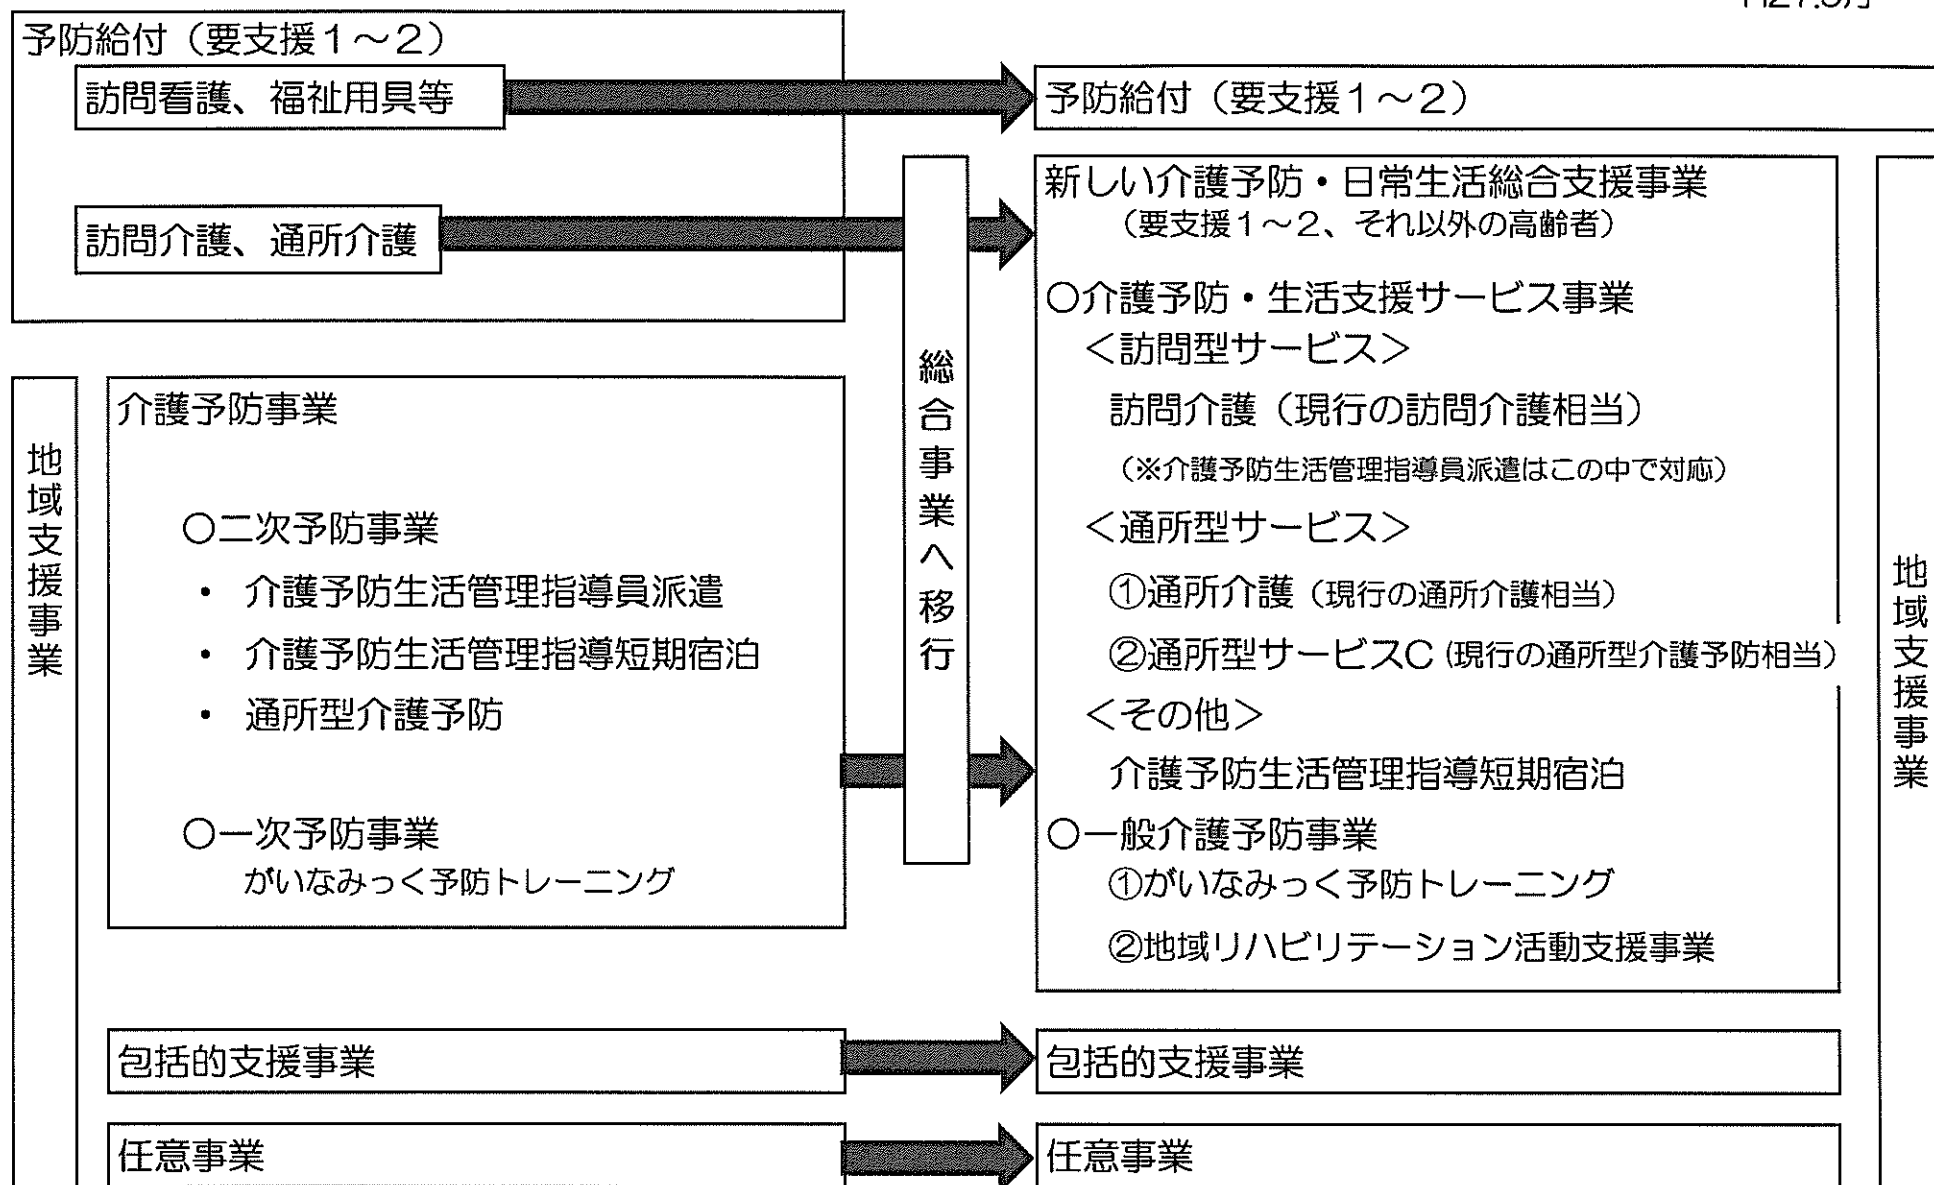 予防給付（要支援１～２）
訪問看護、福祉用具等
訪問介護、通所介護
地域支援事業
介護予防事業
〇二次予防事業
・ 介護予防生活管理指導員派遣
・ 介護予防生活管理指導短期宿泊
・ 通所型介護予防
〇一次予防事業
がいなみっく予防トレーニング
包括的支援事業
任意事業
総合事業へ移行
予防給付（要支援１～２）
新しい介護予防・日常生活総合支援事業
（要支援１～２、それ以外の高齢者）
〇介護予防・生活支援サービス事業
＜訪問型サービス＞
訪問介護（現行の訪問介護相当）
（※介護予防生活管理指導員派遣はこの中で対応）
＜通所型サービス＞
①通所介護（現行の通所介護相当）
②通所型サービスC（現行の通所型介護予防相当）
＜その他＞
介護予防生活管理指導短期宿泊
〇一般介護予防事業
①がいなみっく予防トレーニング
②地域リハビリテーション活動支援事業
包括的支援事業
任意事業
地域支援事業